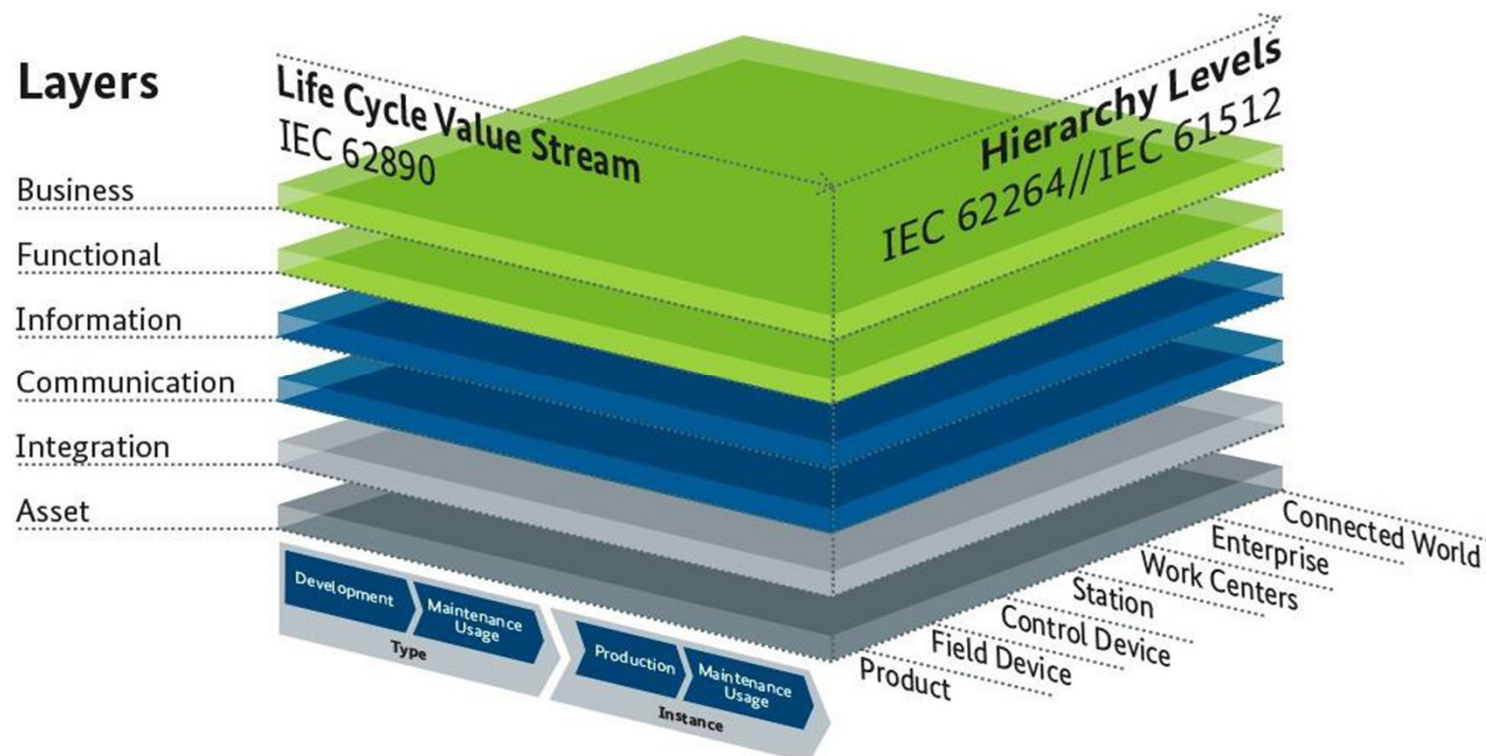 Layers
Life Cycle Value Stream
IEC 62890
Hierarchy Levels
IEC 62264//IEC 61512
Business
Functional
Information
Communication
Integration
Asset
Development
Maintenance
Usage
Type
Production
Maintenance
Usage
Instance
Connected World
Enterprise
Work Centers
Station
Control Device
Field Device
Product